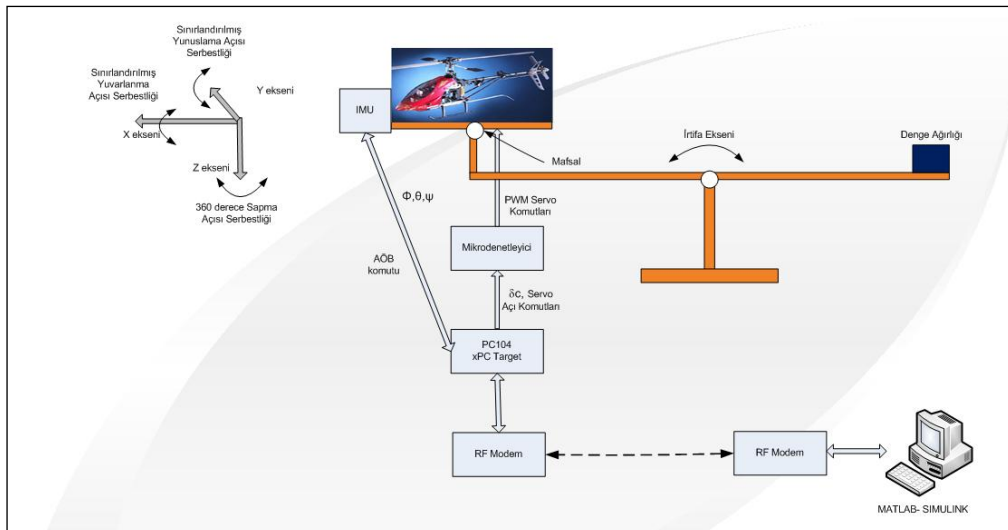 Sınırlandırılmış
Yunuslama Açısı
Serbestliği
Sınırlandırılmış
Yuvarlanma
Açısı Serbestliği
Y ekseni
X ekseni
Z ekseni
360 derece Sapma
Açısı Serbestliği
IMU
Mafsal
İrtifa Ekseni
Denge Ağırlığı
Φ,θ,ψ
PWM Servo
Komutları
Mikrodenetleyici
AÖB
komutu
δc, Servo
Açı Komutları
PC104
xPC Target
RF Modem
RF Modem
MATLAB- SIMULINK